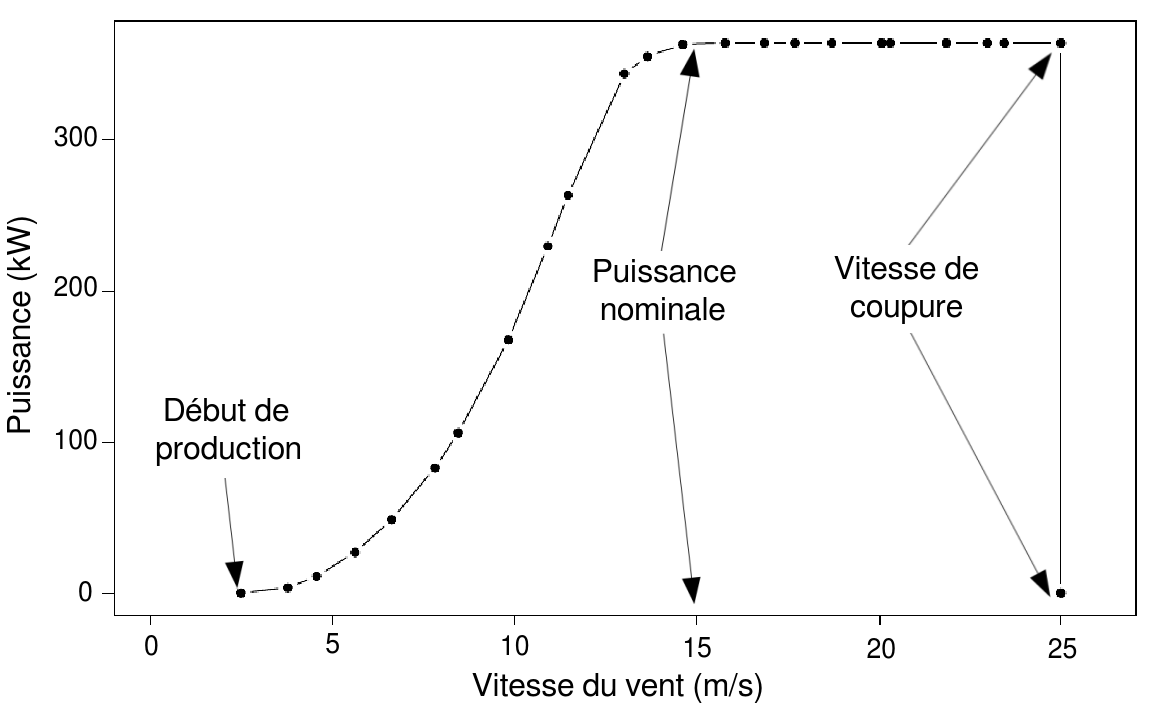 300
200
100
0
Puissance (kW)
Début de
production
Puissance
nominale
Vitesse de
coupure
0 5 10 15 20 25
Vitesse du vent (m/s)